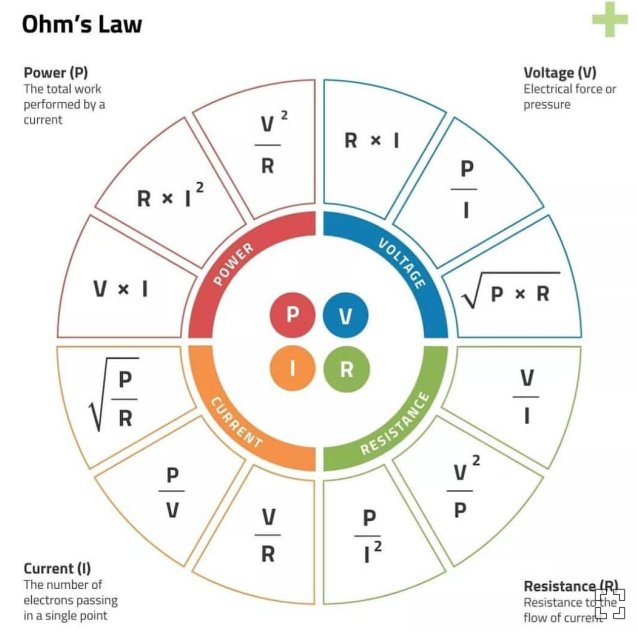 Ohm's Law
Power (P)
The total work
performed by a
current
Voltage (V)
Electrical force or
pressure
V²
R
R × I
R × I²
P
I
V × I
√P × R
POWER
VOLTAGE
P
V
I
R
CURRENT
RESISTANCE
√P
R
V
I
P
V
V²
P
V
R
P
I²
Current (I)
The number of
electrons passing
in a single point
Resistance (R)
Resistance to the
flow of current